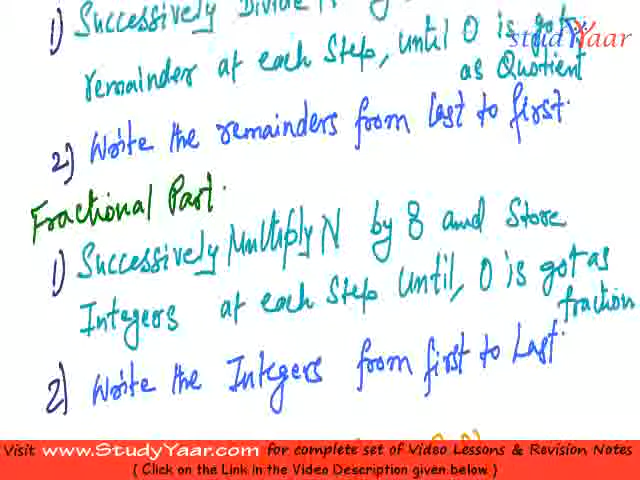 1) Successively Divide N
remainder at each Step, until 0 is got
as Quotient
studyYaar
2) Write the remainders from last to first.
Fractional Part.
1) Successively Multiply N by 8 and Store
Integers at each Step Until, 0 is got as
fraction
2) Write the Integers from first to Last.
Visit www.StudyYaar.com for complete set of Video Lessons & Revision Notes
( Click on the Link in the Video Description given below )